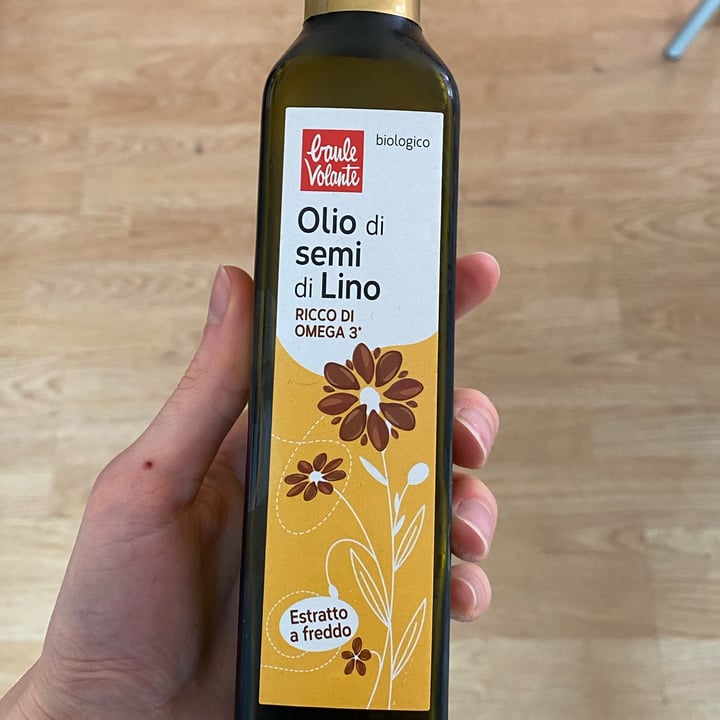 baule
Volante
biologico
Olio di
semi
di Lino
RICCO DI
OMEGA 3*
Estratto
a freddo